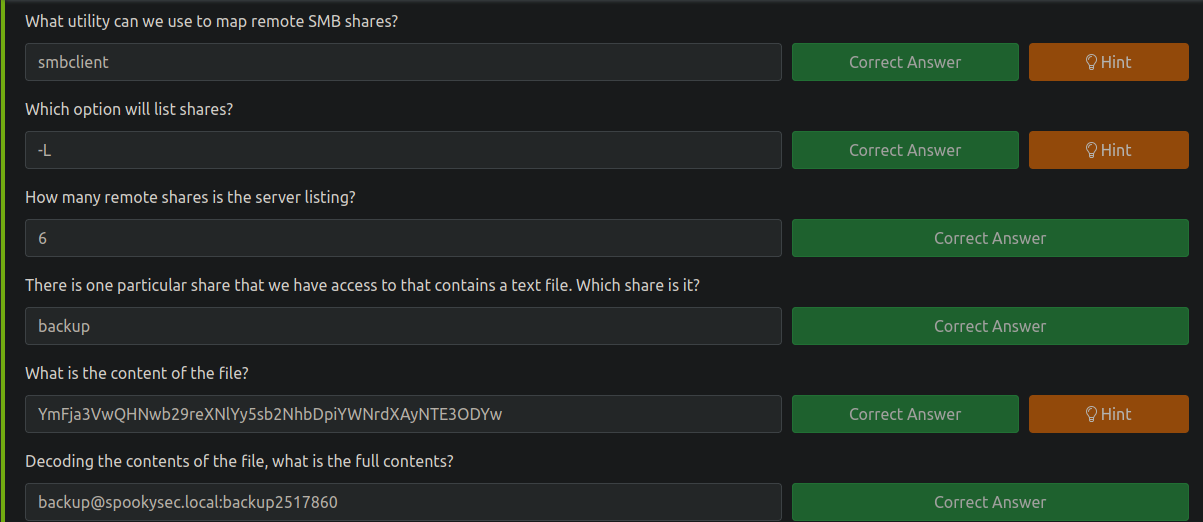 What utility can we use to map remote SMB shares?
smbclient
Correct Answer
Hint
Which option will list shares?
-L
Correct Answer
Hint
How many remote shares is the server listing?
6
Correct Answer
There is one particular share that we have access to that contains a text file. Which share is it?
backup
Correct Answer
What is the content of the file?
YmFja3VwQHNwb29reXNlYy5sb2NhbDpiYWNrdXAyNTE3ODYw
Correct Answer
Hint
Decoding the contents of the file, what is the full contents?
backup@spookysec.local:backup2517860
Correct Answer